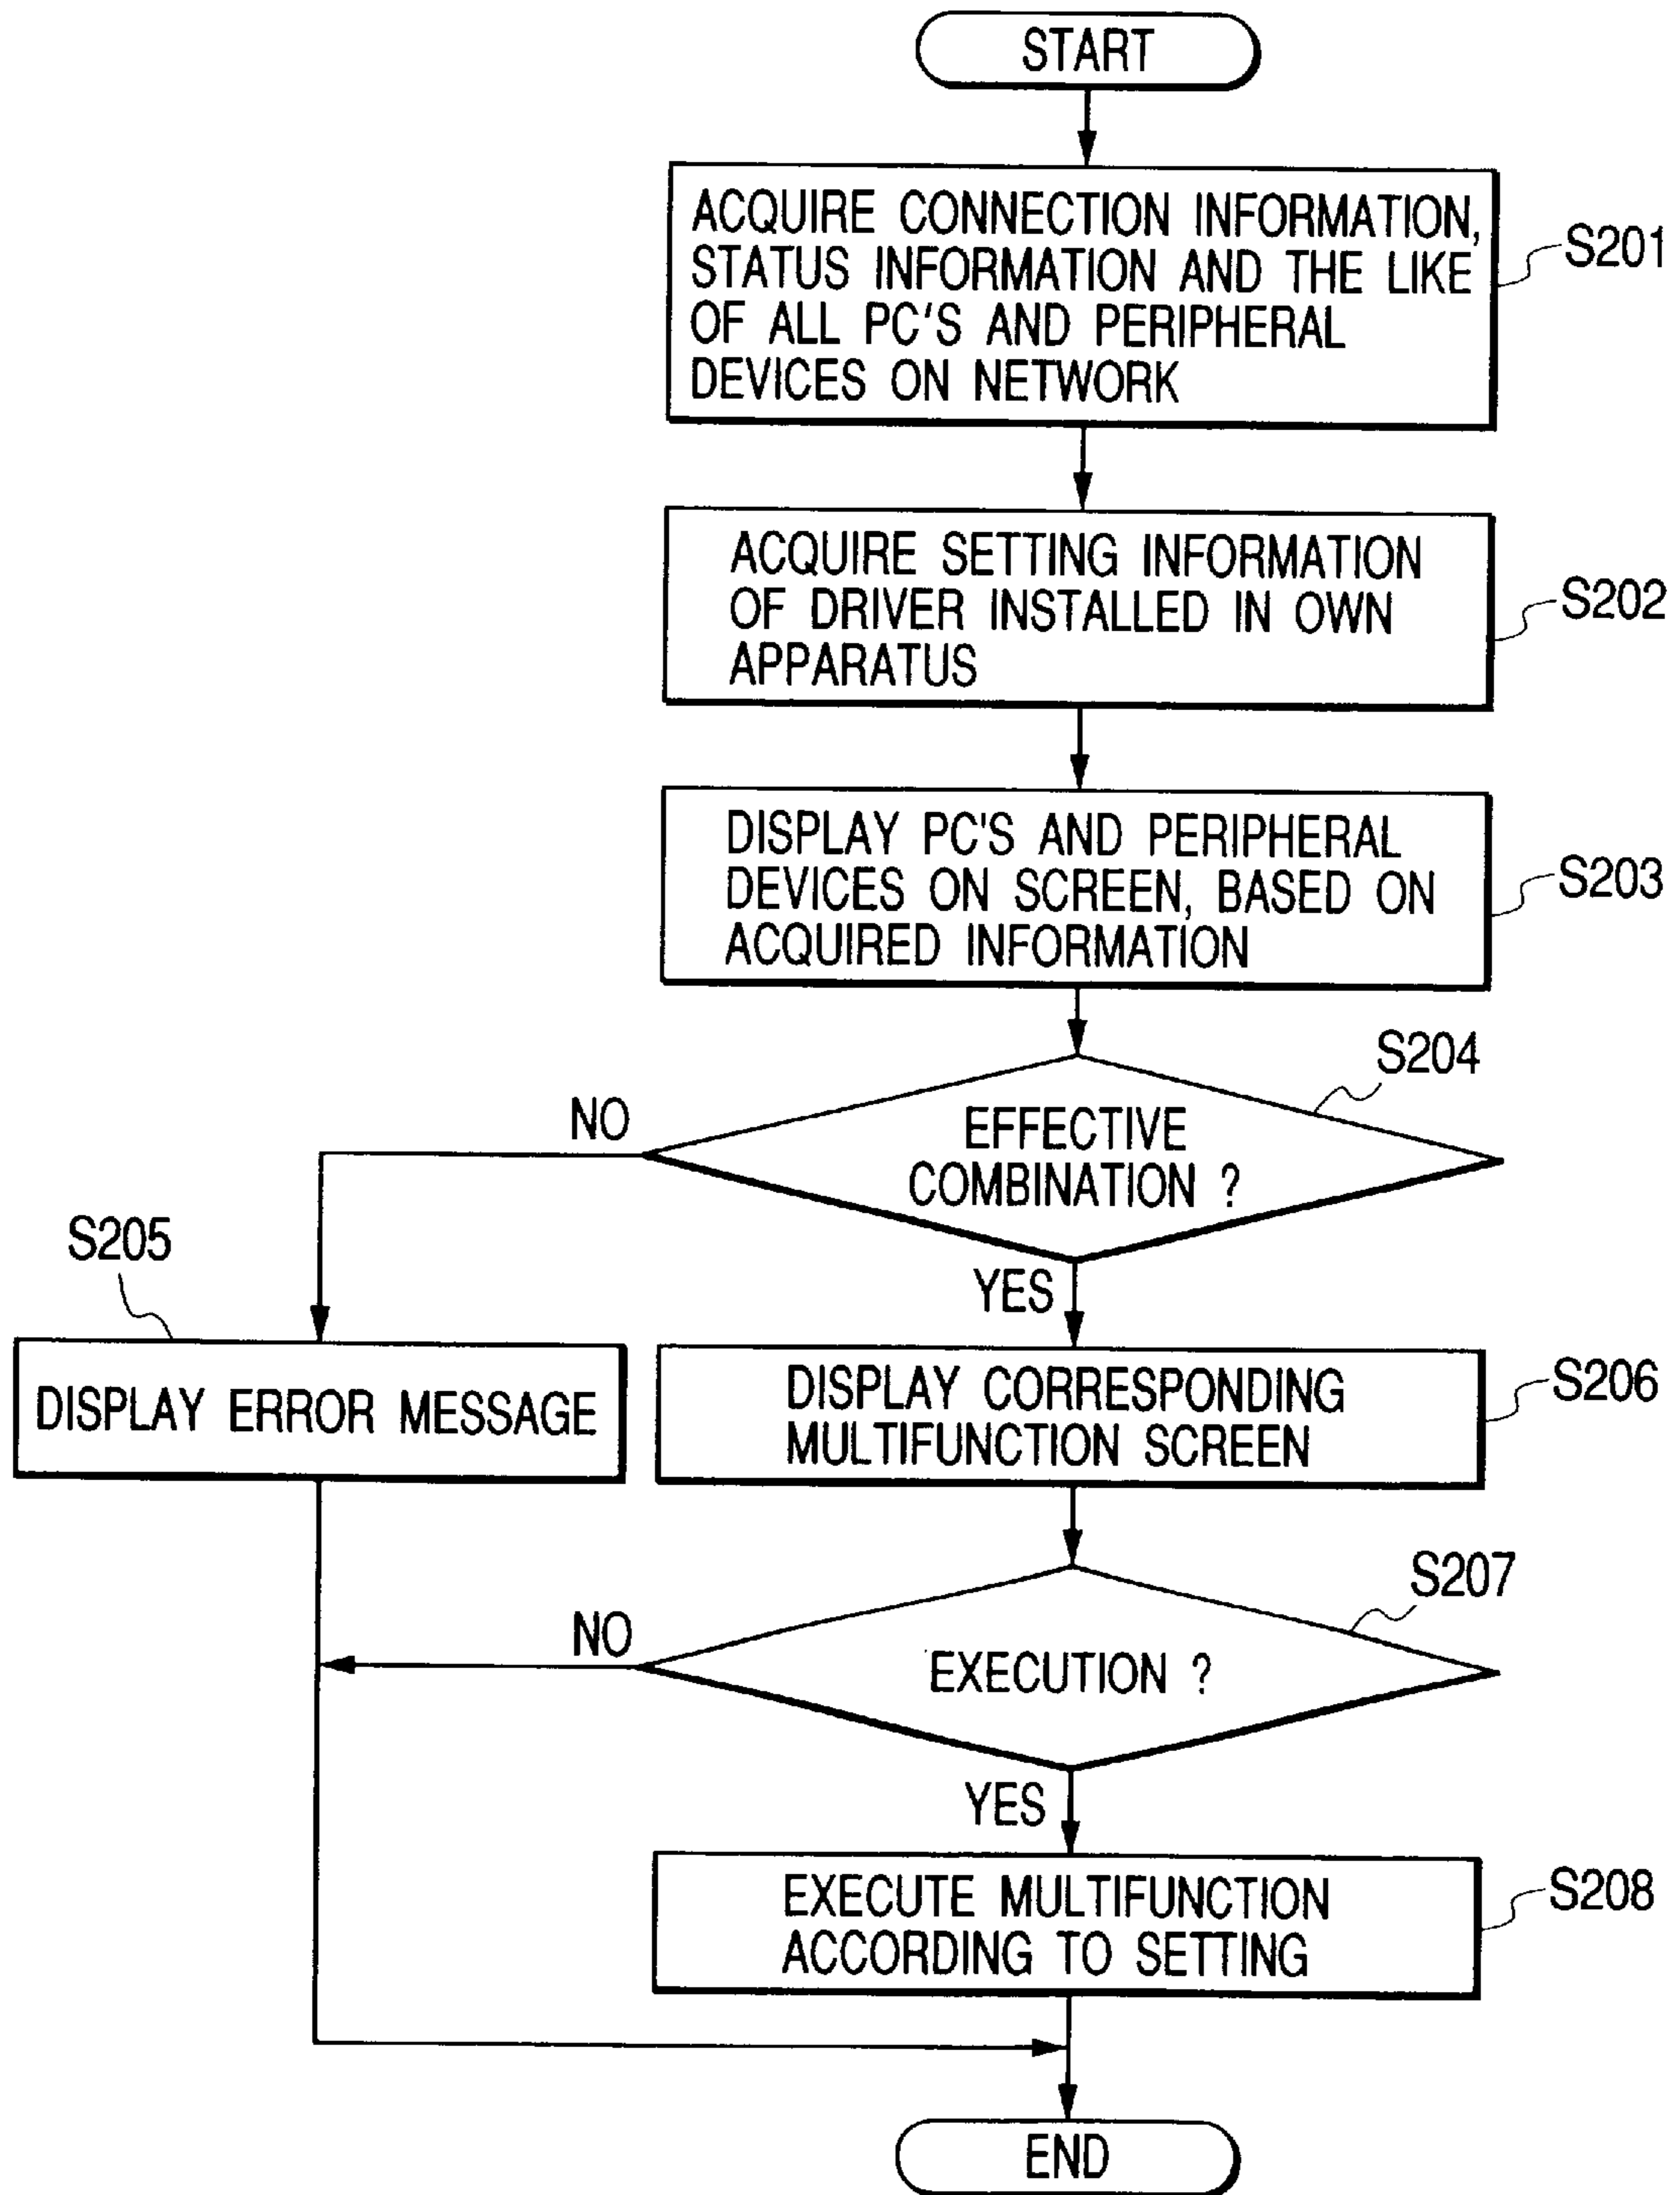 START
ACQUIRE CONNECTION INFORMATION,
STATUS INFORMATION AND THE LIKE
OF ALL PC'S AND PERIPHERAL
DEVICES ON NETWORK
S201
ACQUIRE SETTING INFORMATION
OF DRIVER INSTALLED IN OWN
APPARATUS
S202
DISPLAY PC'S AND PERIPHERAL
DEVICES ON SCREEN, BASED ON
ACQUIRED INFORMATION
S203
S204
NO
EFFECTIVE
COMBINATION ?
YES
S205
DISPLAY ERROR MESSAGE
DISPLAY CORRESPONDING
MULTIFUNCTION SCREEN
S206
S207
NO
EXECUTION ?
YES
EXECUTE MULTIFUNCTION
ACCORDING TO SETTING
S208
END